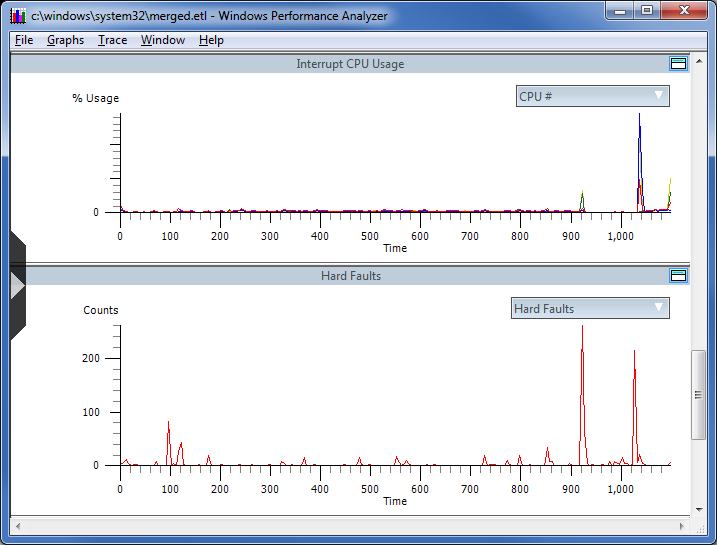 c:\windows\system32\merged.etl - Windows Performance Analyzer
File Graphs Trace Window Help
Interrupt CPU Usage
% Usage
CPU #
0
0 100 200 300 400 500 600 700 800 900 1,000
Time
Hard Faults
Counts
Hard Faults
200
100
0
0 100 200 300 400 500 600 700 800 900 1,000
Time